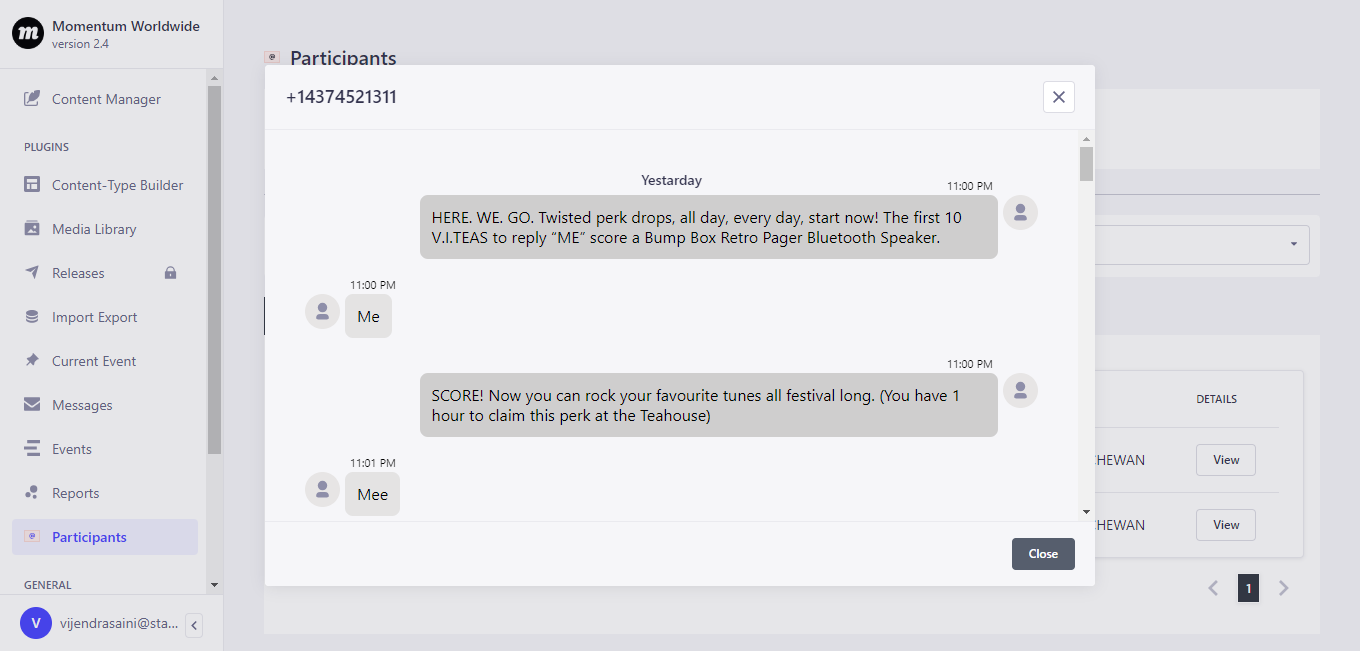 Momentum Worldwide
version 2.4
Content Manager
PLUGINS
Content-Type Builder
Media Library
Releases
Import Export
Current Event
Messages
Events
Reports
Participants
GENERAL
V
vijendrasaini@sta...
Participants
+14374521311
Yestarday
11:00 PM
HERE. WE. GO. Twisted perk drops, all day, every day, start now! The first 10
V.I.TEAS to reply “ME” score a Bump Box Retro Pager Bluetooth Speaker.
11:00 PM
Me
11:00 PM
SCORE! Now you can rock your favourite tunes all festival long. (You have 1
hour to claim this perk at the Teahouse)
11:01 PM
Mee
Close
DETAILS
CHEWAN
View
CHEWAN
View
1